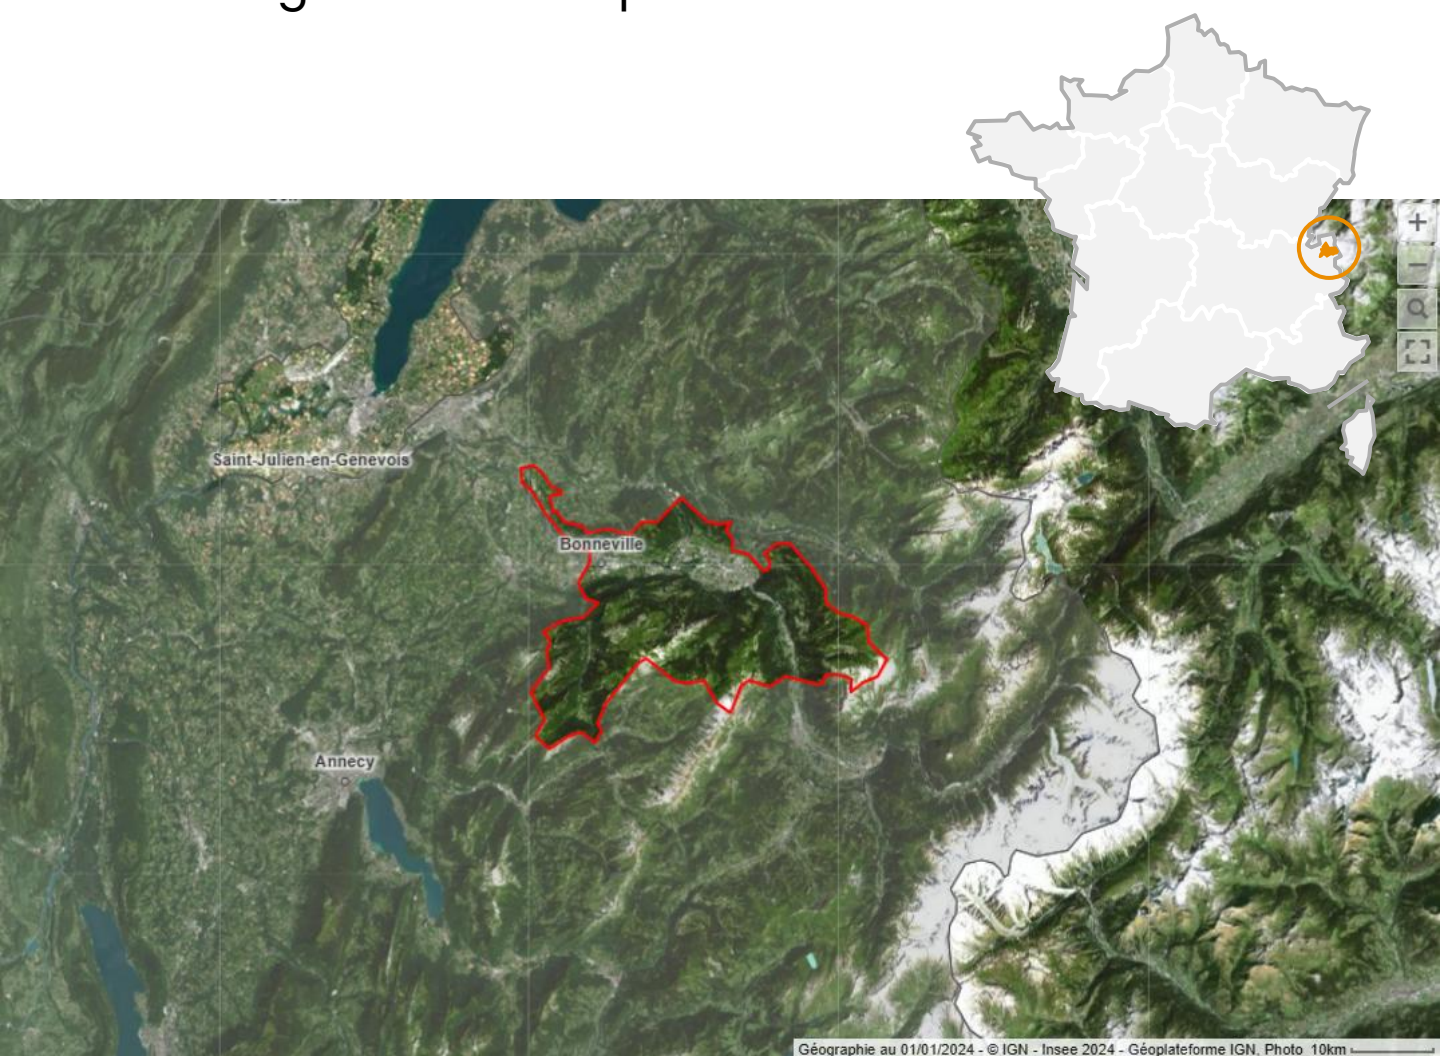 Saint-Julien-en-Genevois
Bonneville
Annecy
Géographie au 01/01/2024 - © IGN - Insee 2024 - Géoplateforme IGN, Photo 10km